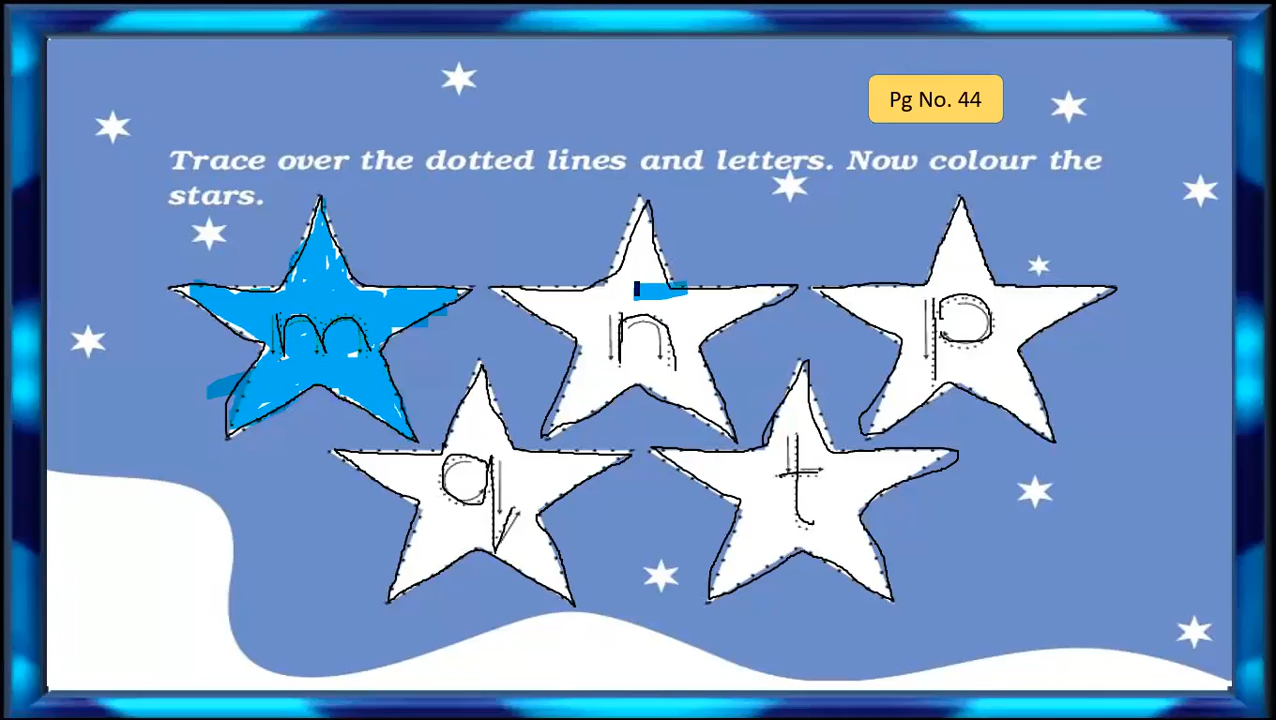 Pg No. 44
Trace over the dotted lines and letters. Now colour the
stars.
m n p
q t